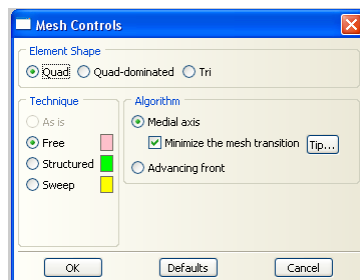 Mesh Controls
Element Shape
Quad Quad-dominated Tri
Technique
As is
Free
Structured
Sweep
Algorithm
Medial axis
Minimize the mesh transition Tip...
Advancing front
OK Defaults Cancel